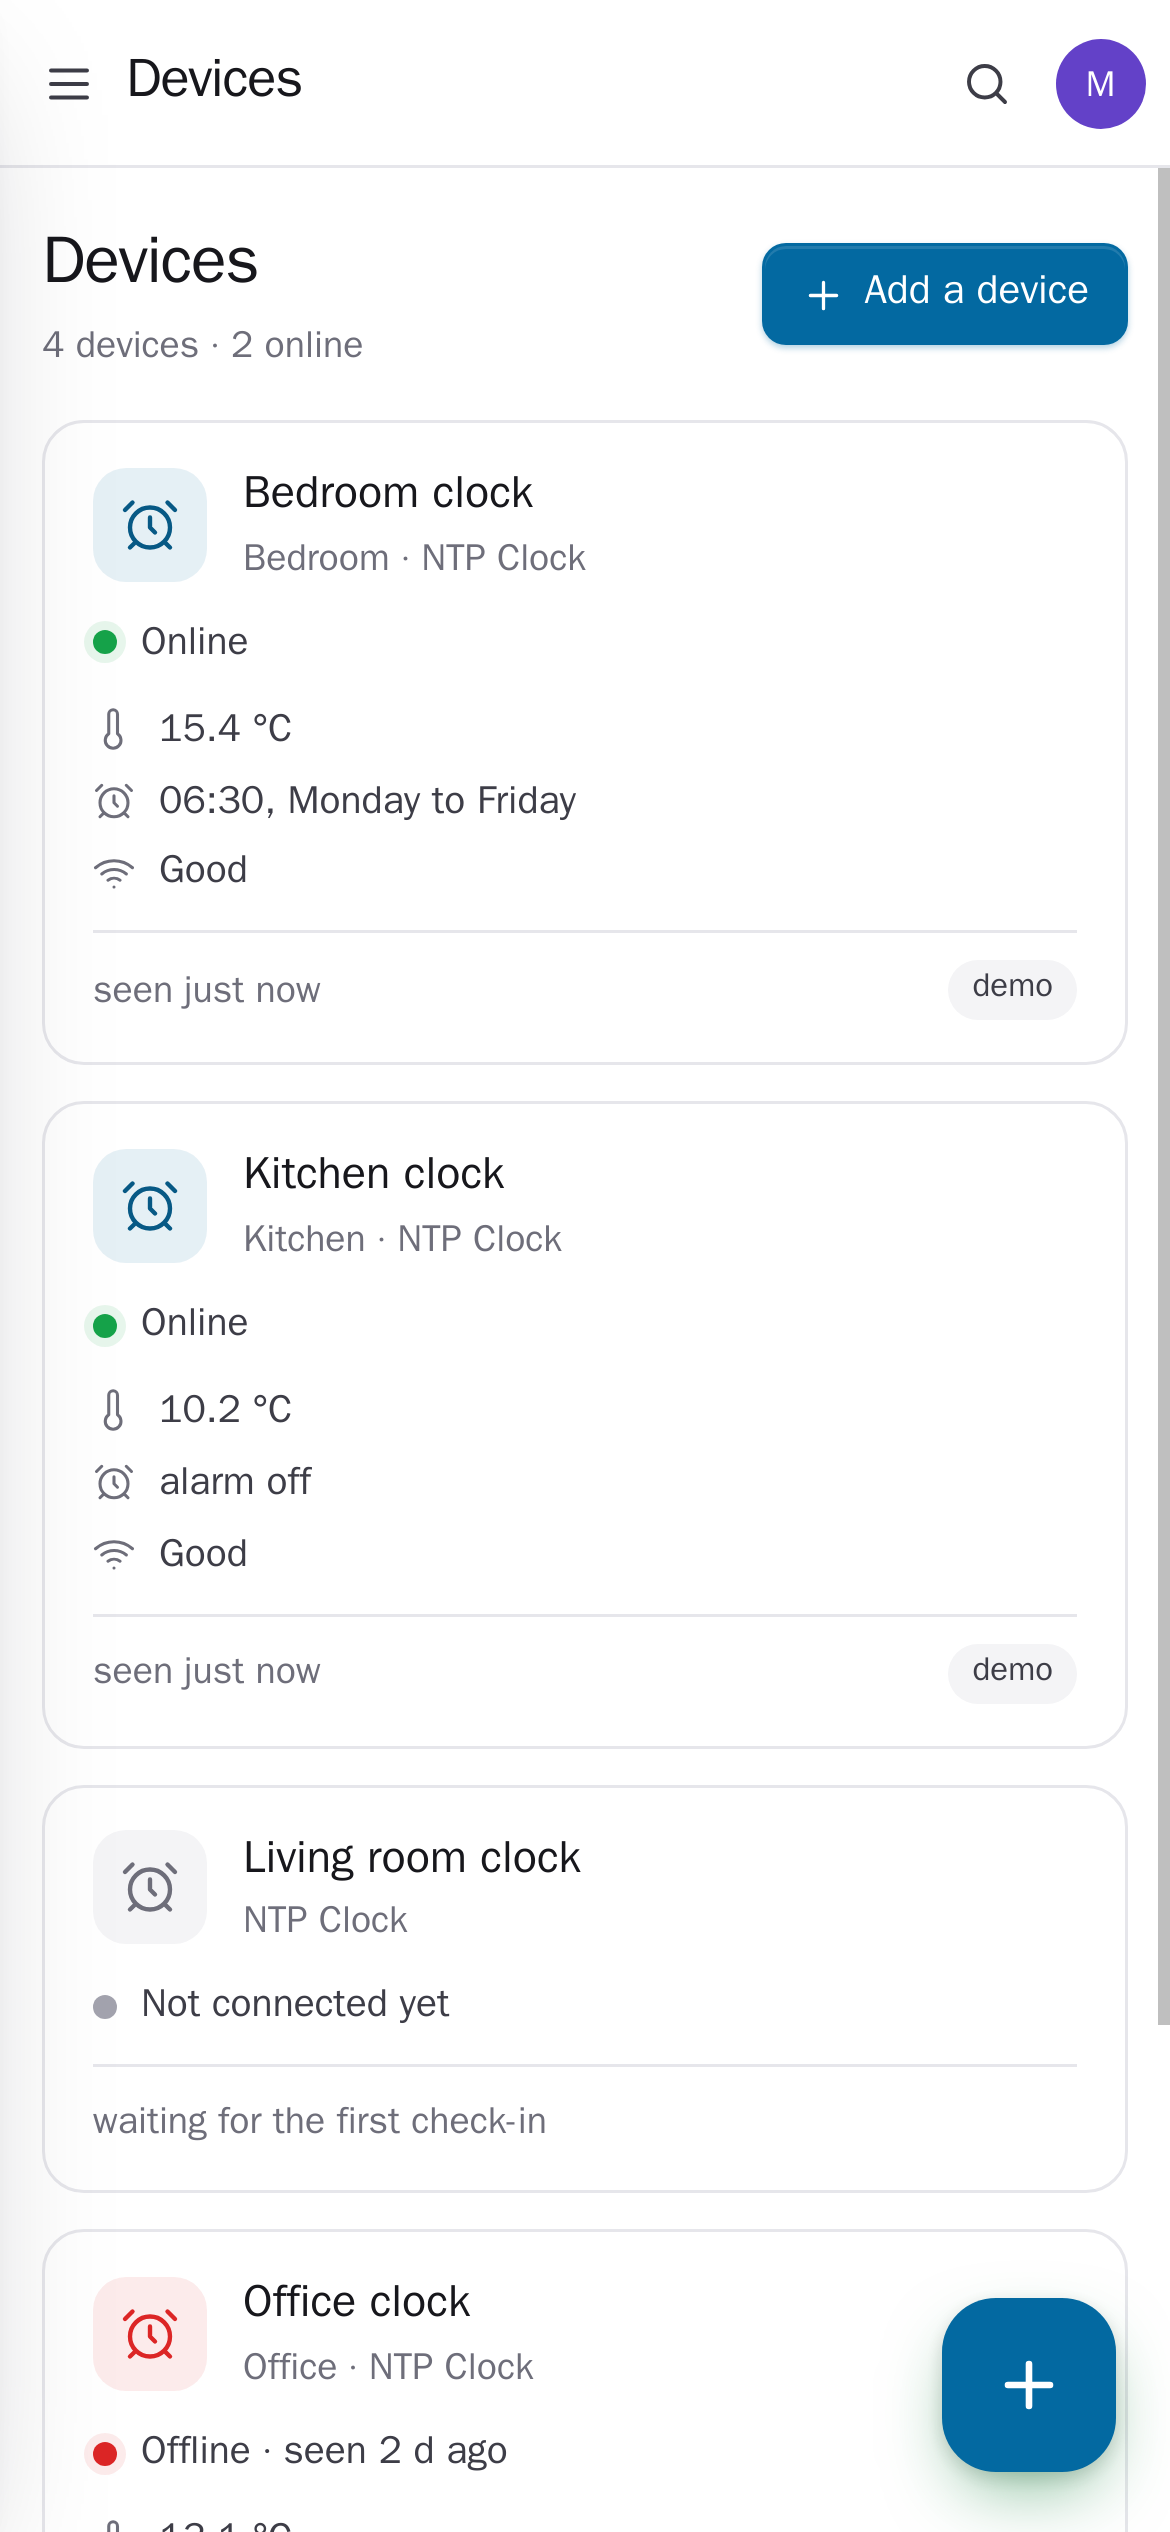 Devices
M
Devices
4 devices · 2 online
Add a device
Bedroom clock
Bedroom · NTP Clock
Online
15.4 °C
06:30, Monday to Friday
Good
seen just now
demo
Kitchen clock
Kitchen · NTP Clock
Online
10.2 °C
alarm off
Good
seen just now
demo
Living room clock
NTP Clock
Not connected yet
waiting for the first check-in
Office clock
Office · NTP Clock
Offline · seen 2 d ago